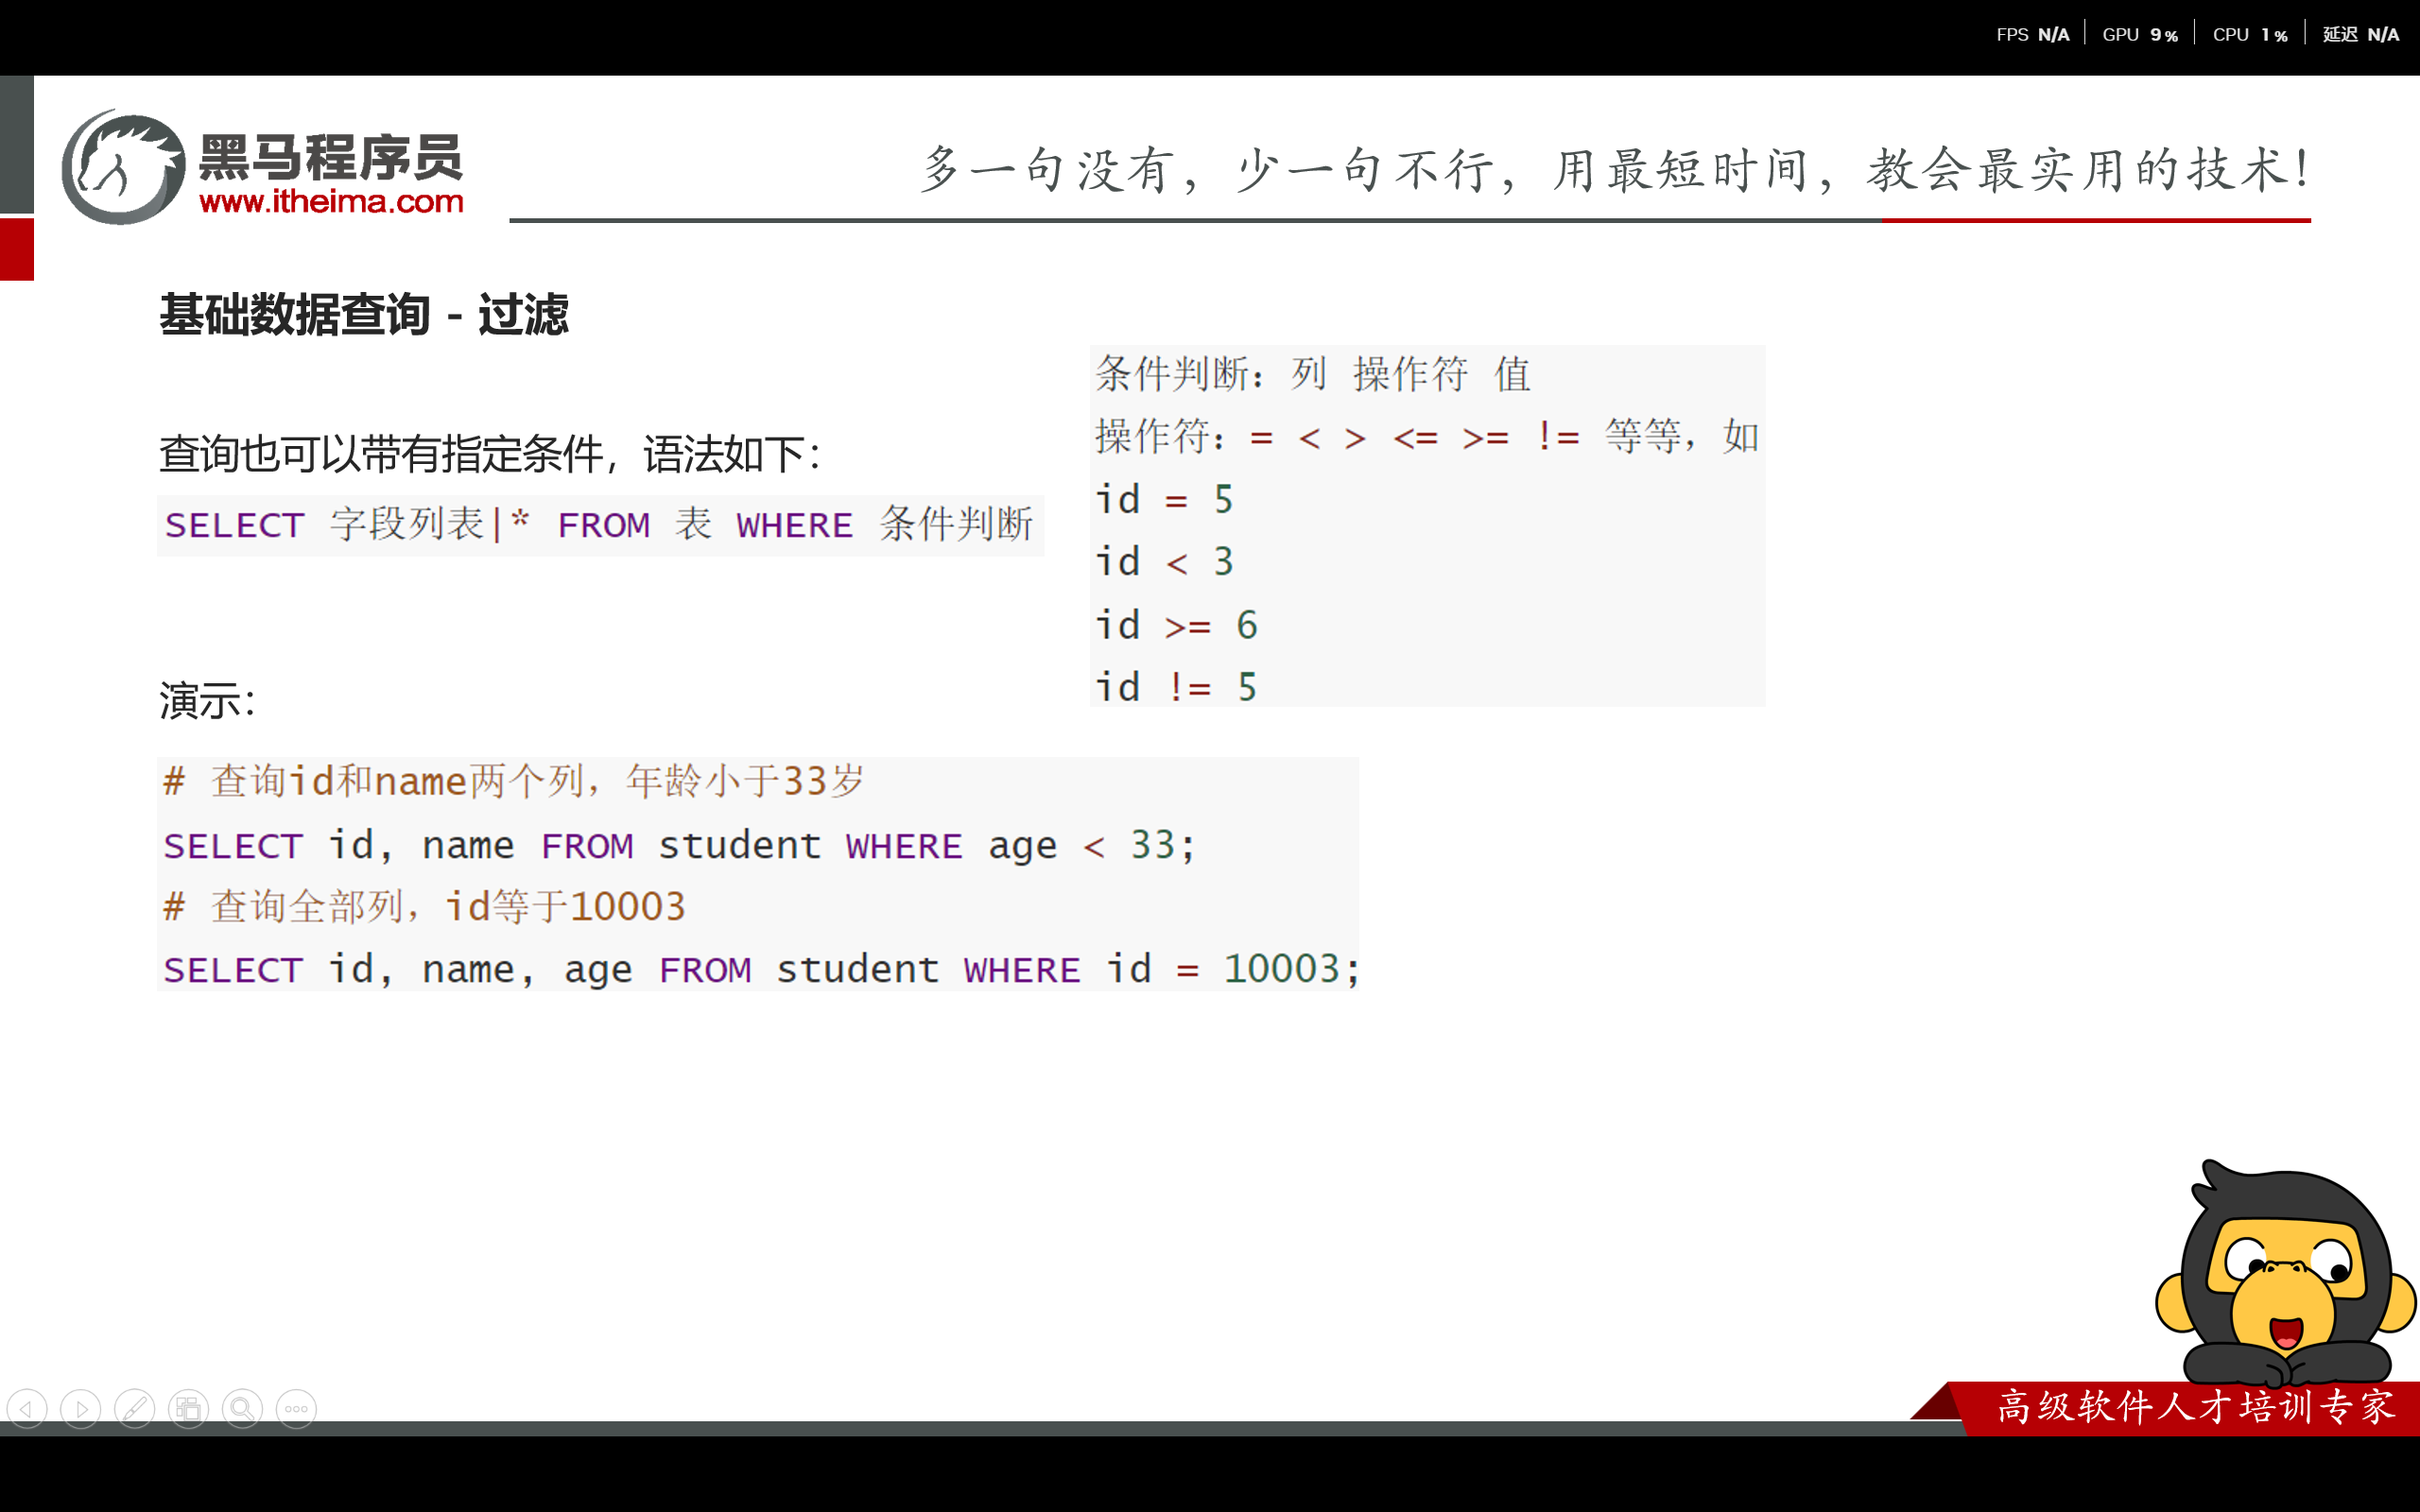 FPS N/A GPU 9% CPU 1% 延迟 N/A
黑马程序员
www.itheima.com
多一句没有，少一句不行，用最短时间，教会最实用的技术！
基础数据查询 - 过滤
查询也可以带有指定条件，语法如下：
SELECT 字段列表|* FROM 表 WHERE 条件判断
条件判断：列 操作符 值
操作符：= < > <= >= != 等等，如
id = 5
id < 3
id >= 6
id != 5
演示：
# 查询id和name两个列，年龄小于33岁
SELECT id, name FROM student WHERE age < 33;
# 查询全部列，id等于10003
SELECT id, name, age FROM student WHERE id = 10003;
高级软件人才培训专家